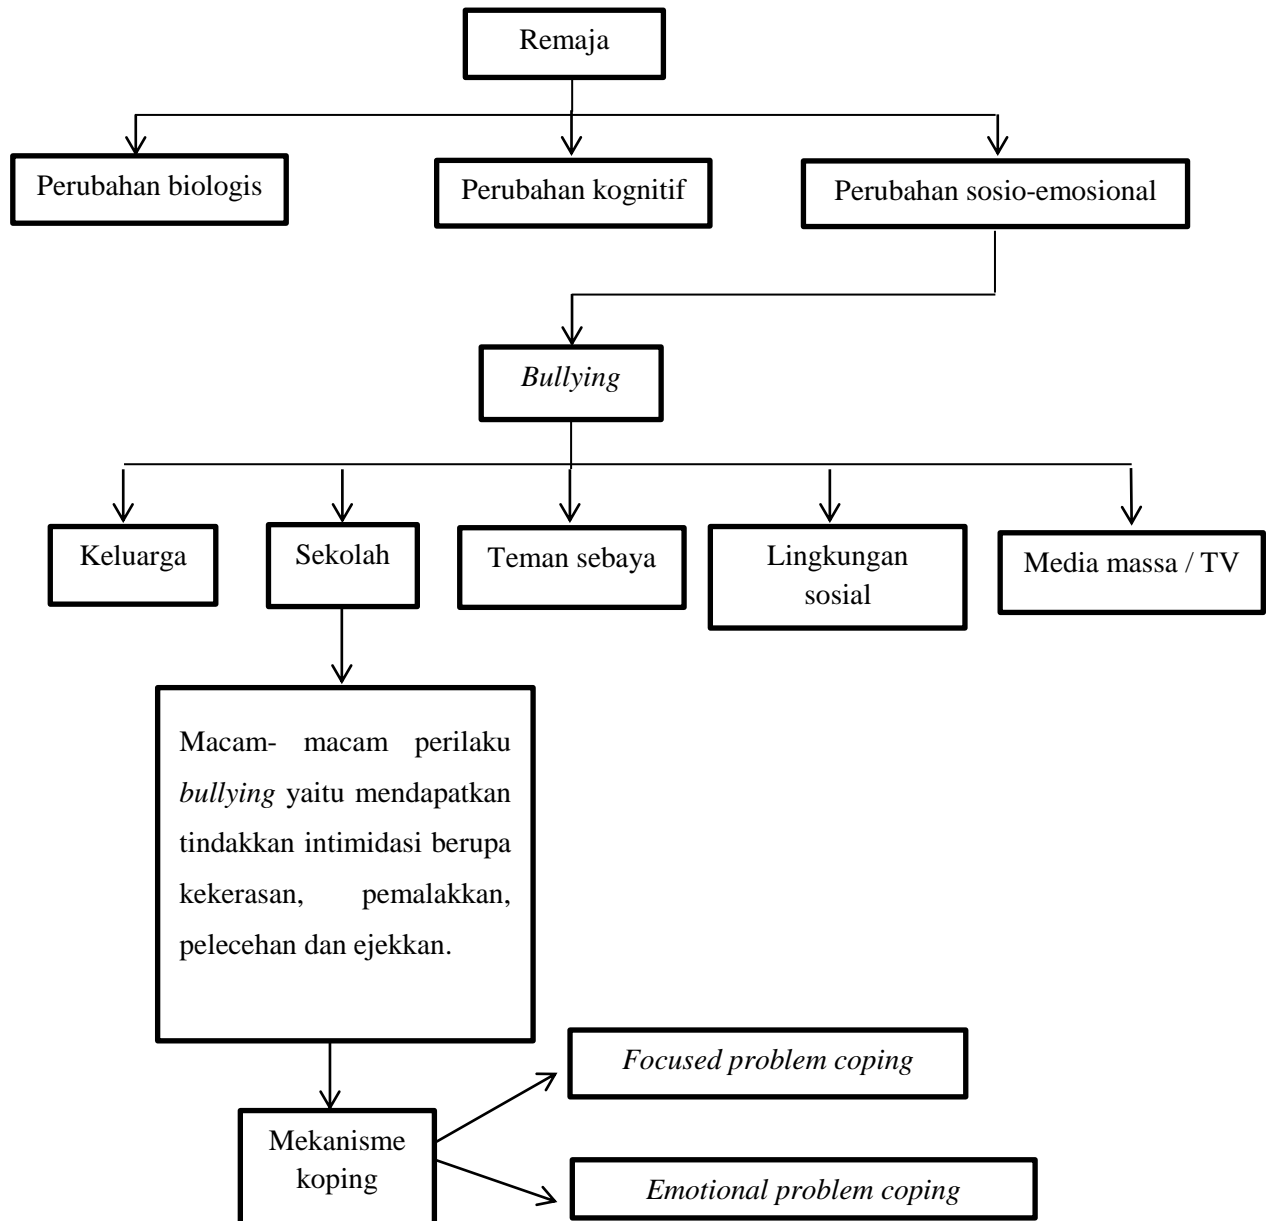 Remaja
Perubahan biologis
Perubahan kognitif
Perubahan sosio-emosional
Bullying
Keluarga
Sekolah
Teman sebaya
Lingkungan
sosial
Media massa / TV
Macam- macam perilaku
bullying yaitu mendapatkan
tindakkan intimidasi berupa
kekerasan, pemalakkan,
pelecehan dan ejekkan.
Focused problem coping
Mekanisme
koping
Emotional problem coping